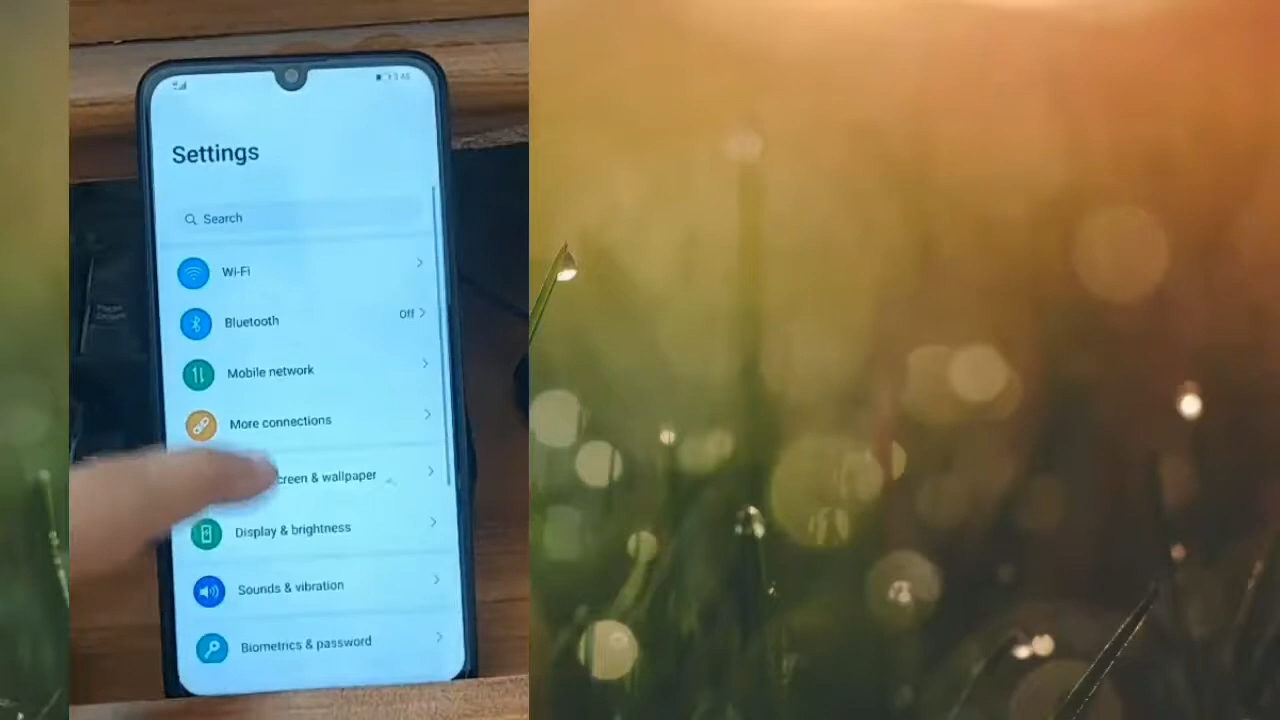 Settings
Search
Wi-Fi
Bluetooth
Off
Mobile network
More connections
creen & wallpaper
Display & brightness
Sounds & vibration
Biometrics & password